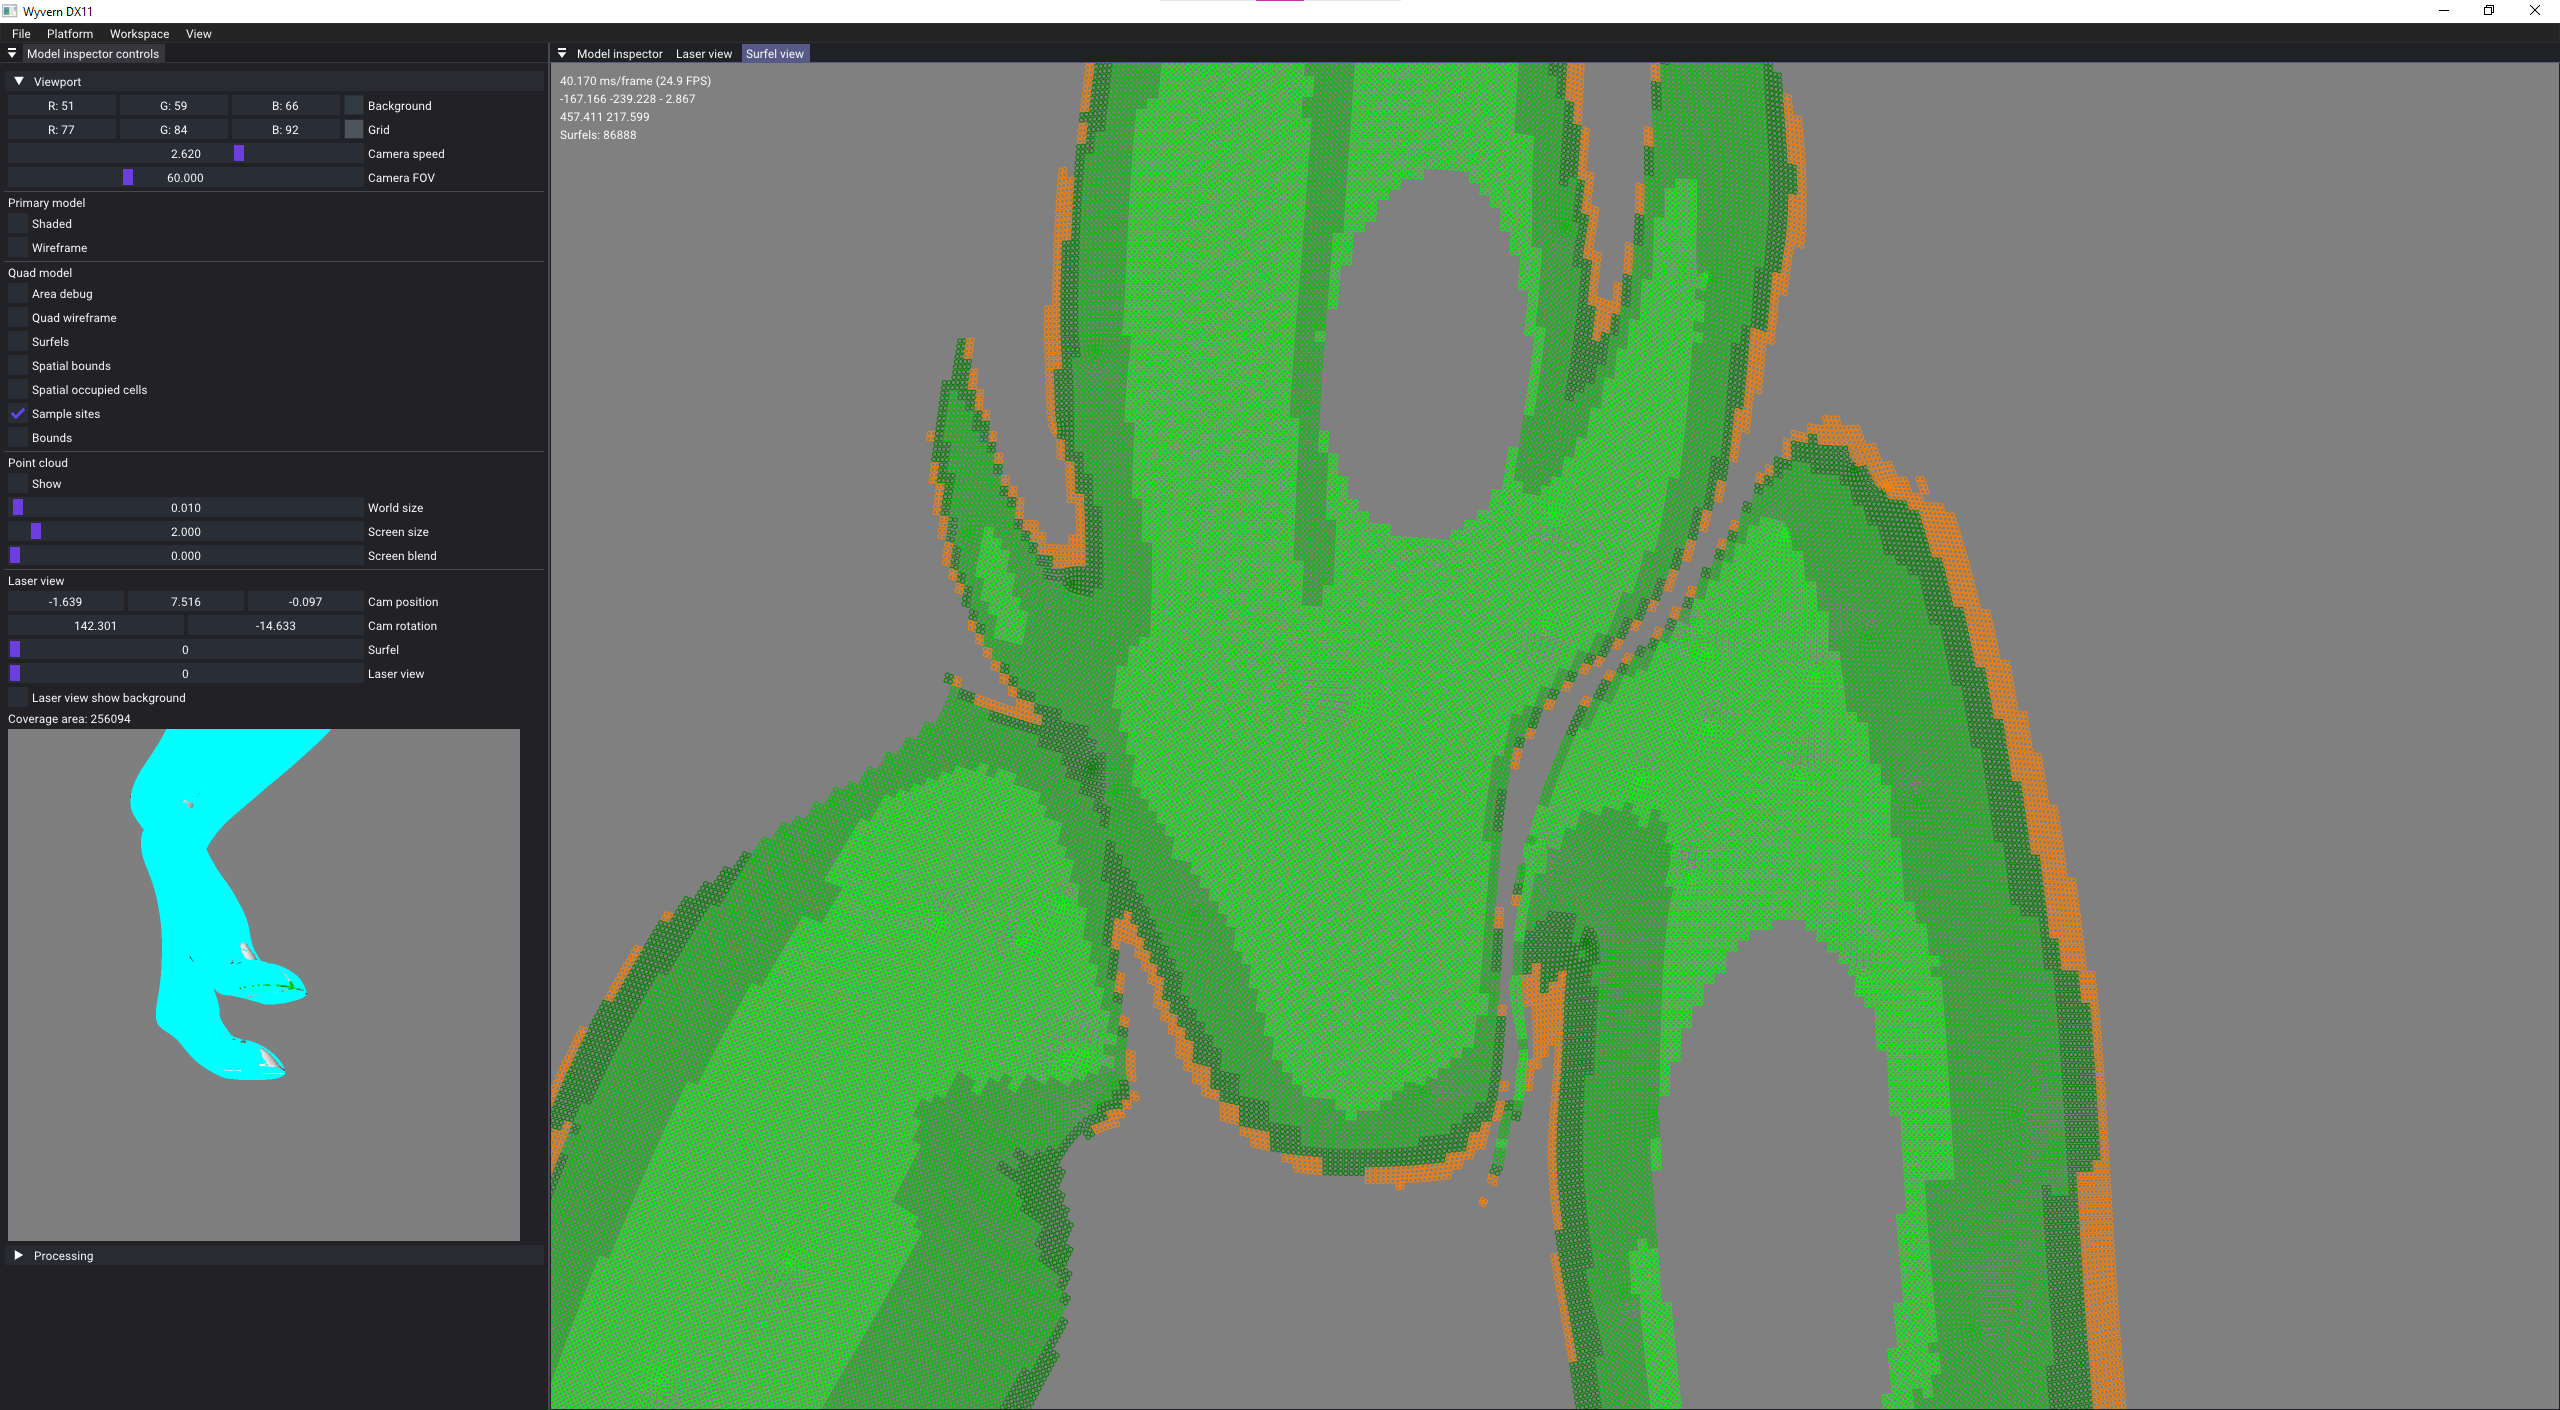 Wyvern DX11
File Platform Workspace View
Model inspector controls
Viewport
R: 51 G: 59 B: 66 Background
R: 77 G: 84 B: 92 Grid
2.620 Camera speed
60.000 Camera FOV
Primary model
Shaded
Wireframe
Quad model
Area debug
Quad wireframe
Surfels
Spatial bounds
Spatial occupied cells
Sample sites
Bounds
Point cloud
Show
0.010 World size
2.000 Screen size
0.000 Screen blend
Laser view
-1.639 7.516 -0.097 Cam position
142.301 -14.633 Cam rotation
0 Surfel
0 Laser view
Laser view show background
Coverage area: 256094
Processing
Model inspector Laser view Surfel view
40.170 ms/frame (24.9 FPS)
-167.166 -239.228 - 2.867
457.411 217.599
Surfels: 86888